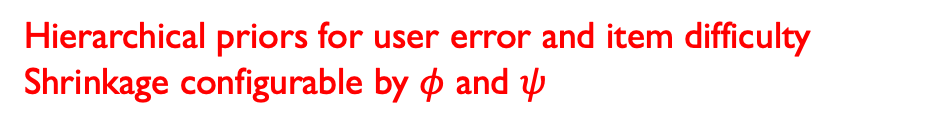 Hierarchical priors for user error and item difficulty
Shrinkage configurable by ϕ and ψ